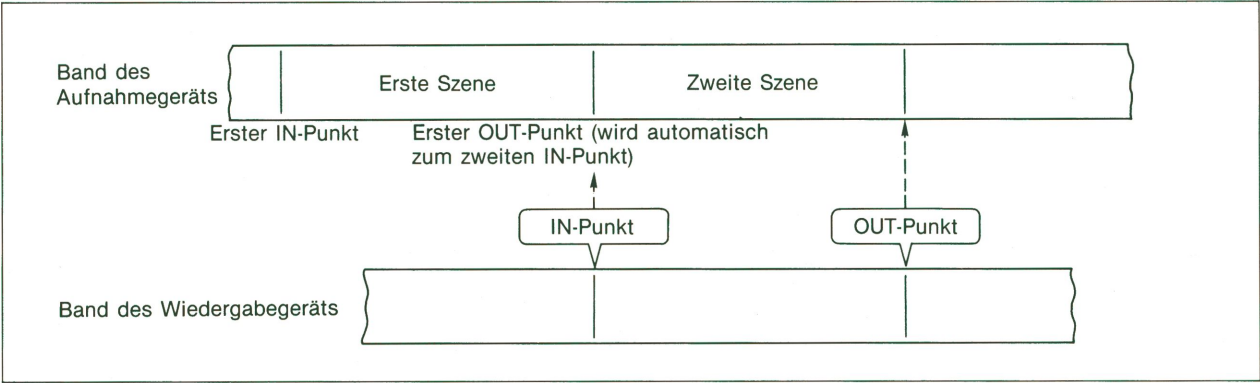 Band des
Aufnahmegeräts
Erste Szene
Zweite Szene
Erster IN-Punkt
Erster OUT-Punkt (wird automatisch
zum zweiten IN-Punkt)
IN-Punkt
OUT-Punkt
Band des Wiedergabegeräts